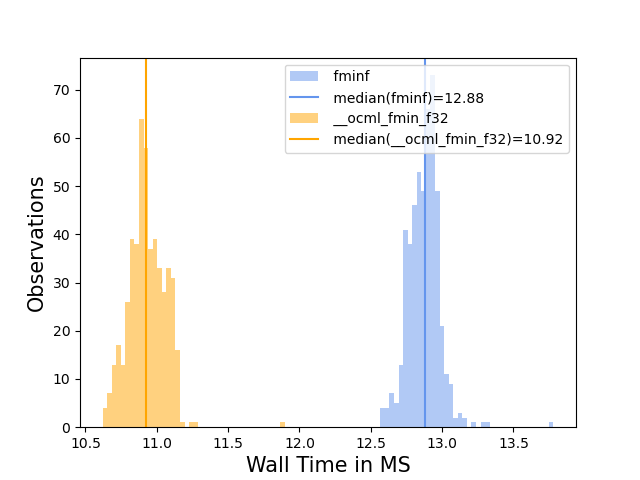 fminf
median(fminf)=12.88
__ocml_fmin_f32
median(__ocml_fmin_f32)=10.92
Observations
70
60
50
40
30
20
10
0
10.5 11.0 11.5 12.0 12.5 13.0 13.5
Wall Time in MS